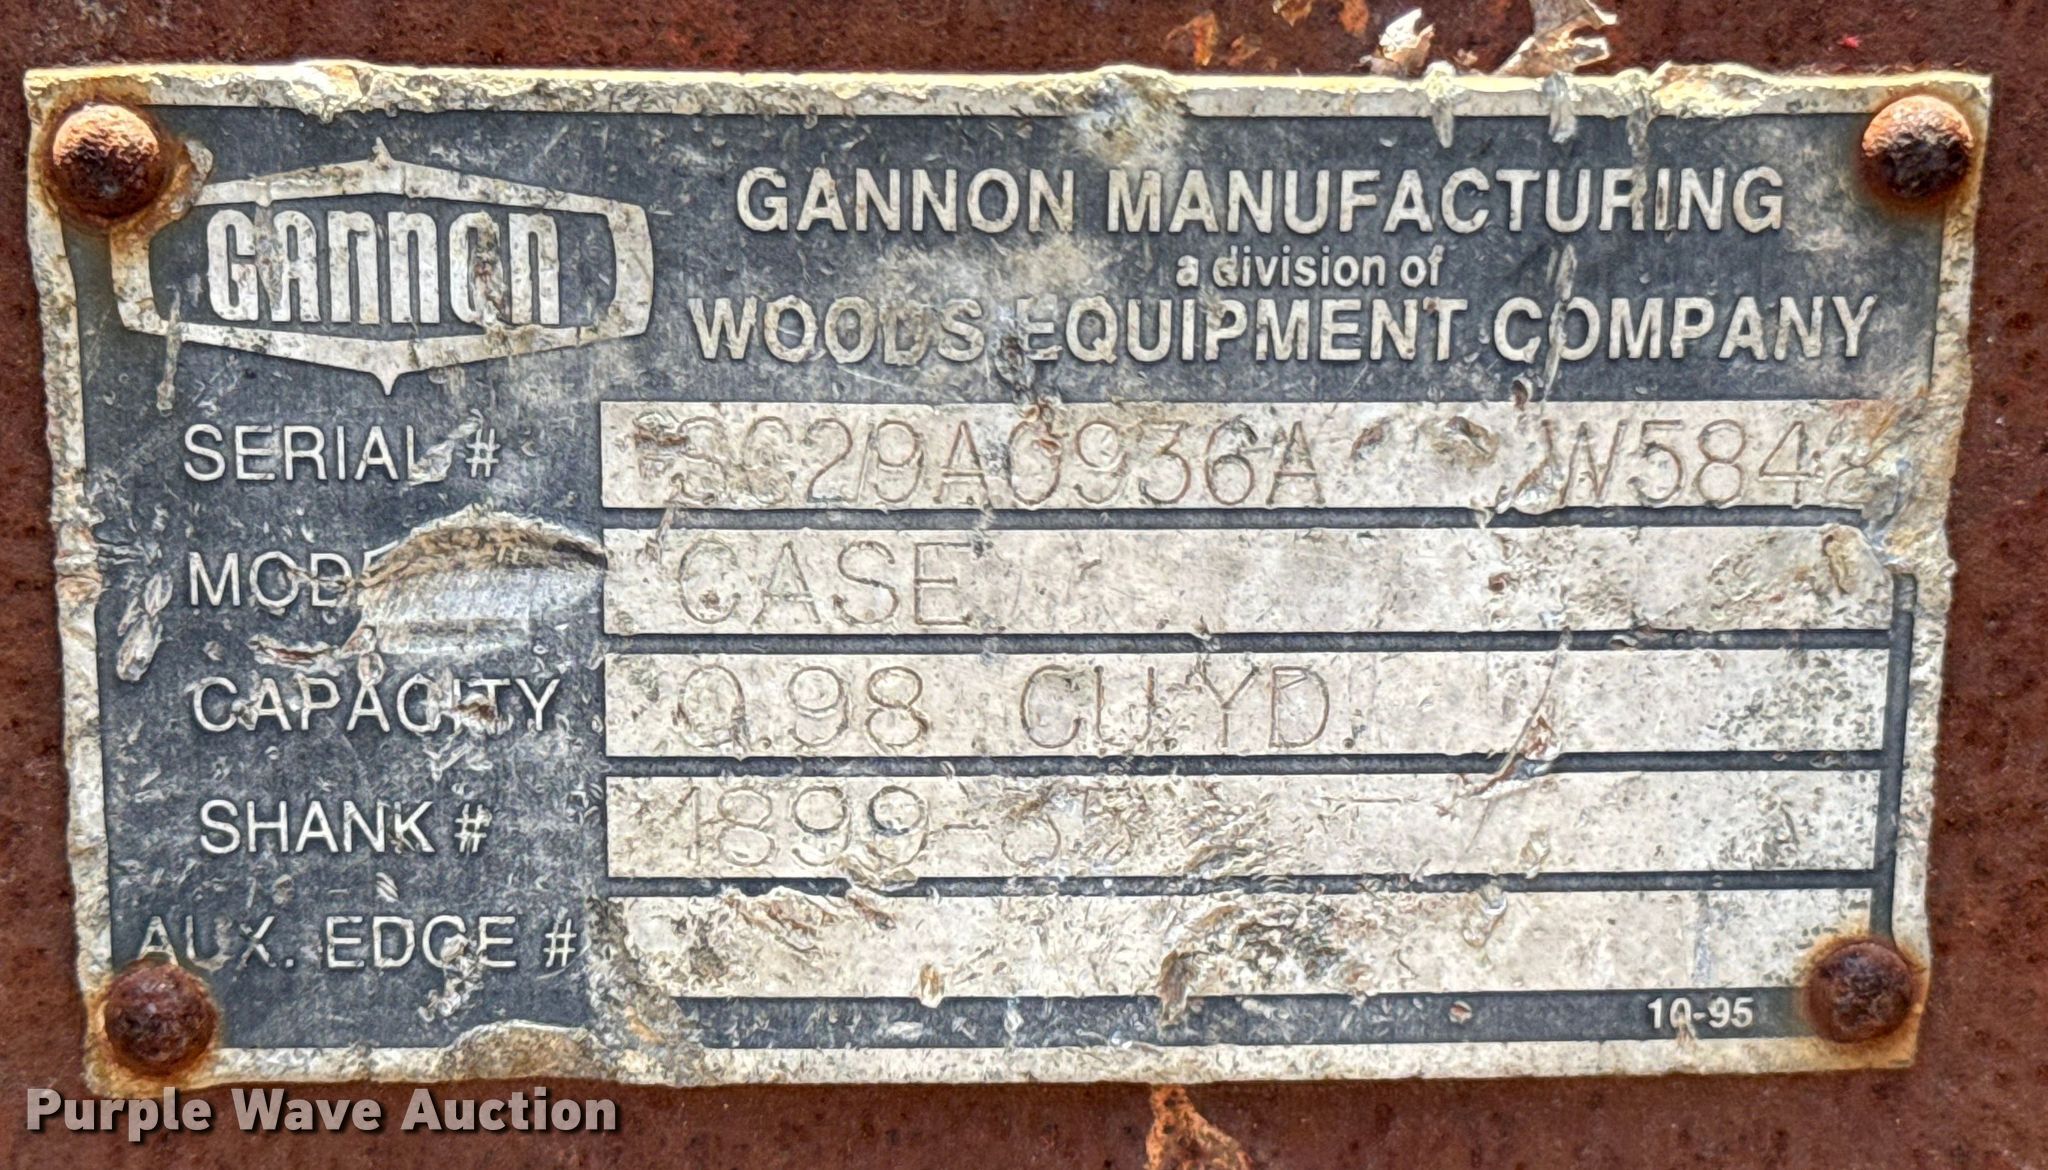 GANNON
GANNON MANUFACTURING
a division of
WOODS EQUIPMENT COMPANY
SERIAL #
W5842
CASE
CAPACITY 0.98 CU YD.
SHANK #
AUX. EDGE #
10-95
Purple Wave Auction